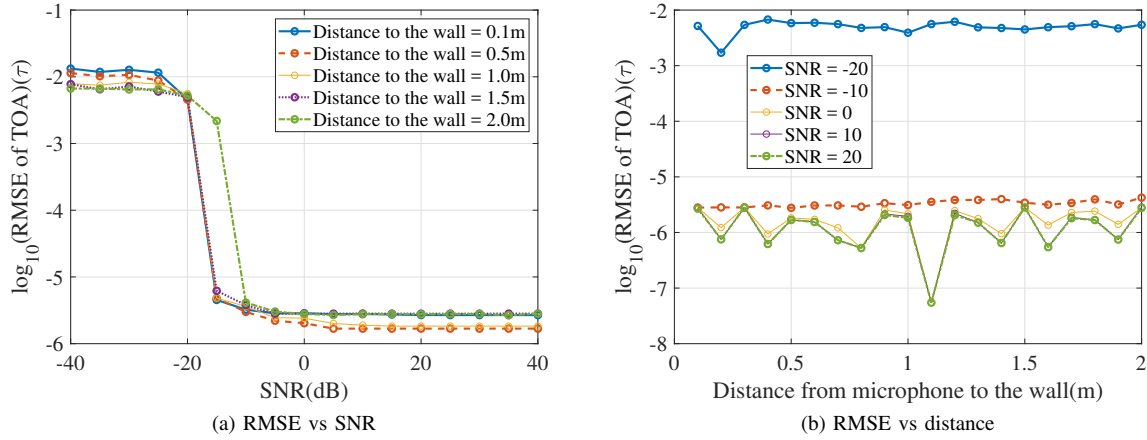 -1
-2
-3
-4
-5
-6
-40
-20
0
20
40
log10(RMSE of TOA)(τ)
SNR(dB)
Distance to the wall = 0.1m
Distance to the wall = 0.5m
Distance to the wall = 1.0m
Distance to the wall = 1.5m
Distance to the wall = 2.0m
(a) RMSE vs SNR
-2
-3
-4
-5
-6
-7
-8
0
0.5
1
1.5
2
log10(RMSE of TOA)(τ)
Distance from microphone to the wall(m)
SNR = -20
SNR = -10
SNR = 0
SNR = 10
SNR = 20
(b) RMSE vs distance